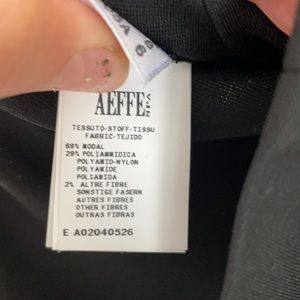 AEFFE
SPA
TESSUTO-STOFF-TISSU
FABRIC-TEJIDO
69% MODAL
29% POLIAMMIDICA
POLYAMID-NYLON
POLYAMIDE
POLIAMIDA
2% ALTRE FIBRE
SONSTIGE FASERN
AUTRES FIBRES
OTHER FIBRES
OUTRAS FIBRAS
E A02040526